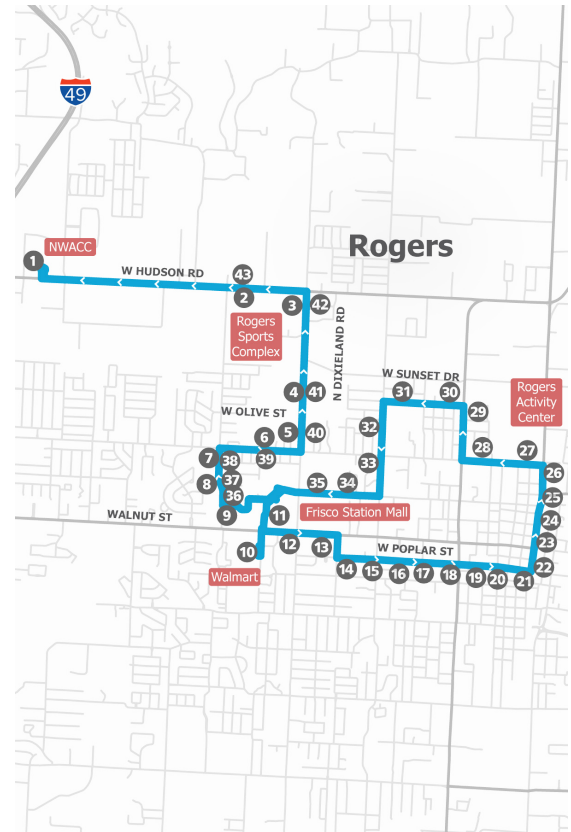 49
Rogers
NWACC
1
W HUDSON RD
43
2
3
42
Rogers
Sports
Complex
N DIXIELAND RD
W SUNSET DR
4
41
31
30
Rogers
Activity
Center
W OLIVE ST
29
32
5
40
6
7
38
39
28
27
33
26
8
37
35
34
36
25
9
11
Frisco Station Mall
WALNUT ST
24
10
12
13
W POPLAR ST
23
Walmart
14
15
16
17
18
19
20
21
22